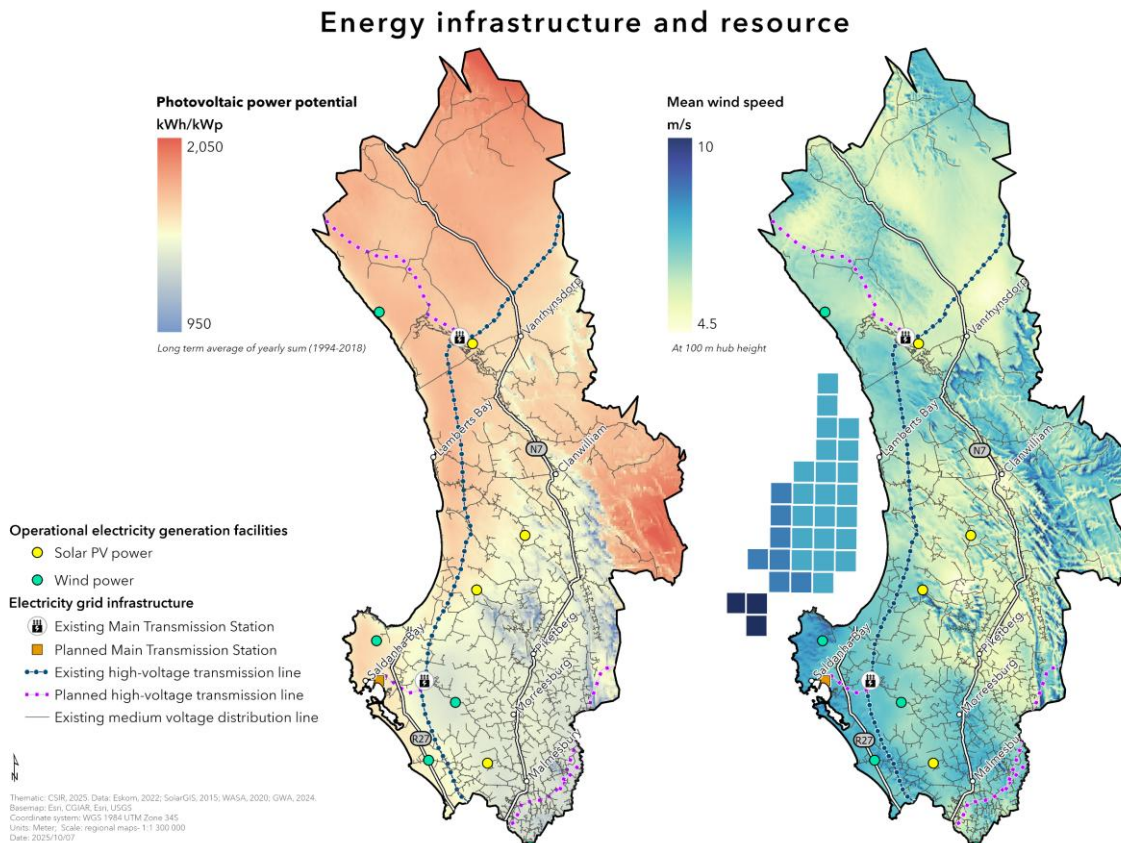 Energy infrastructure and resource
Photovoltaic power potential
kWh/kWp
2,050
950
Long term average of yearly sum (1994-2018)
Mean wind speed
m/s
10
4.5
At 100 m hub height
Vanrhynsdorp
Lamberts Bay
N7
Clanwilliam
Piketberg
Saldanha Bay
Morreesburg
R27
Malmesbury
Vanrhynsdorp
Lamberts Bay
N7
Clanwilliam
Piketberg
Saldanha Bay
Morreesburg
R27
Malmesbu
Operational electricity generation facilities
Solar PV power
Wind power
Electricity grid infrastructure
Existing Main Transmission Station
Planned Main Transmission Station
Existing high-voltage transmission line
Planned high-voltage transmission line
Existing medium voltage distribution line
N
Thematic: CSIR, 2025. Data: Eskom, 2022; SolarGIS, 2015; WASA, 2020; GWA, 2024.
Basemap: Esri, CGIAR, Esri, USGS
Coordinate system: WGS 1984 UTM Zone 34S
Units: Meter; Scale: regional maps- 1:1 300 000
Date: 2025/10/07